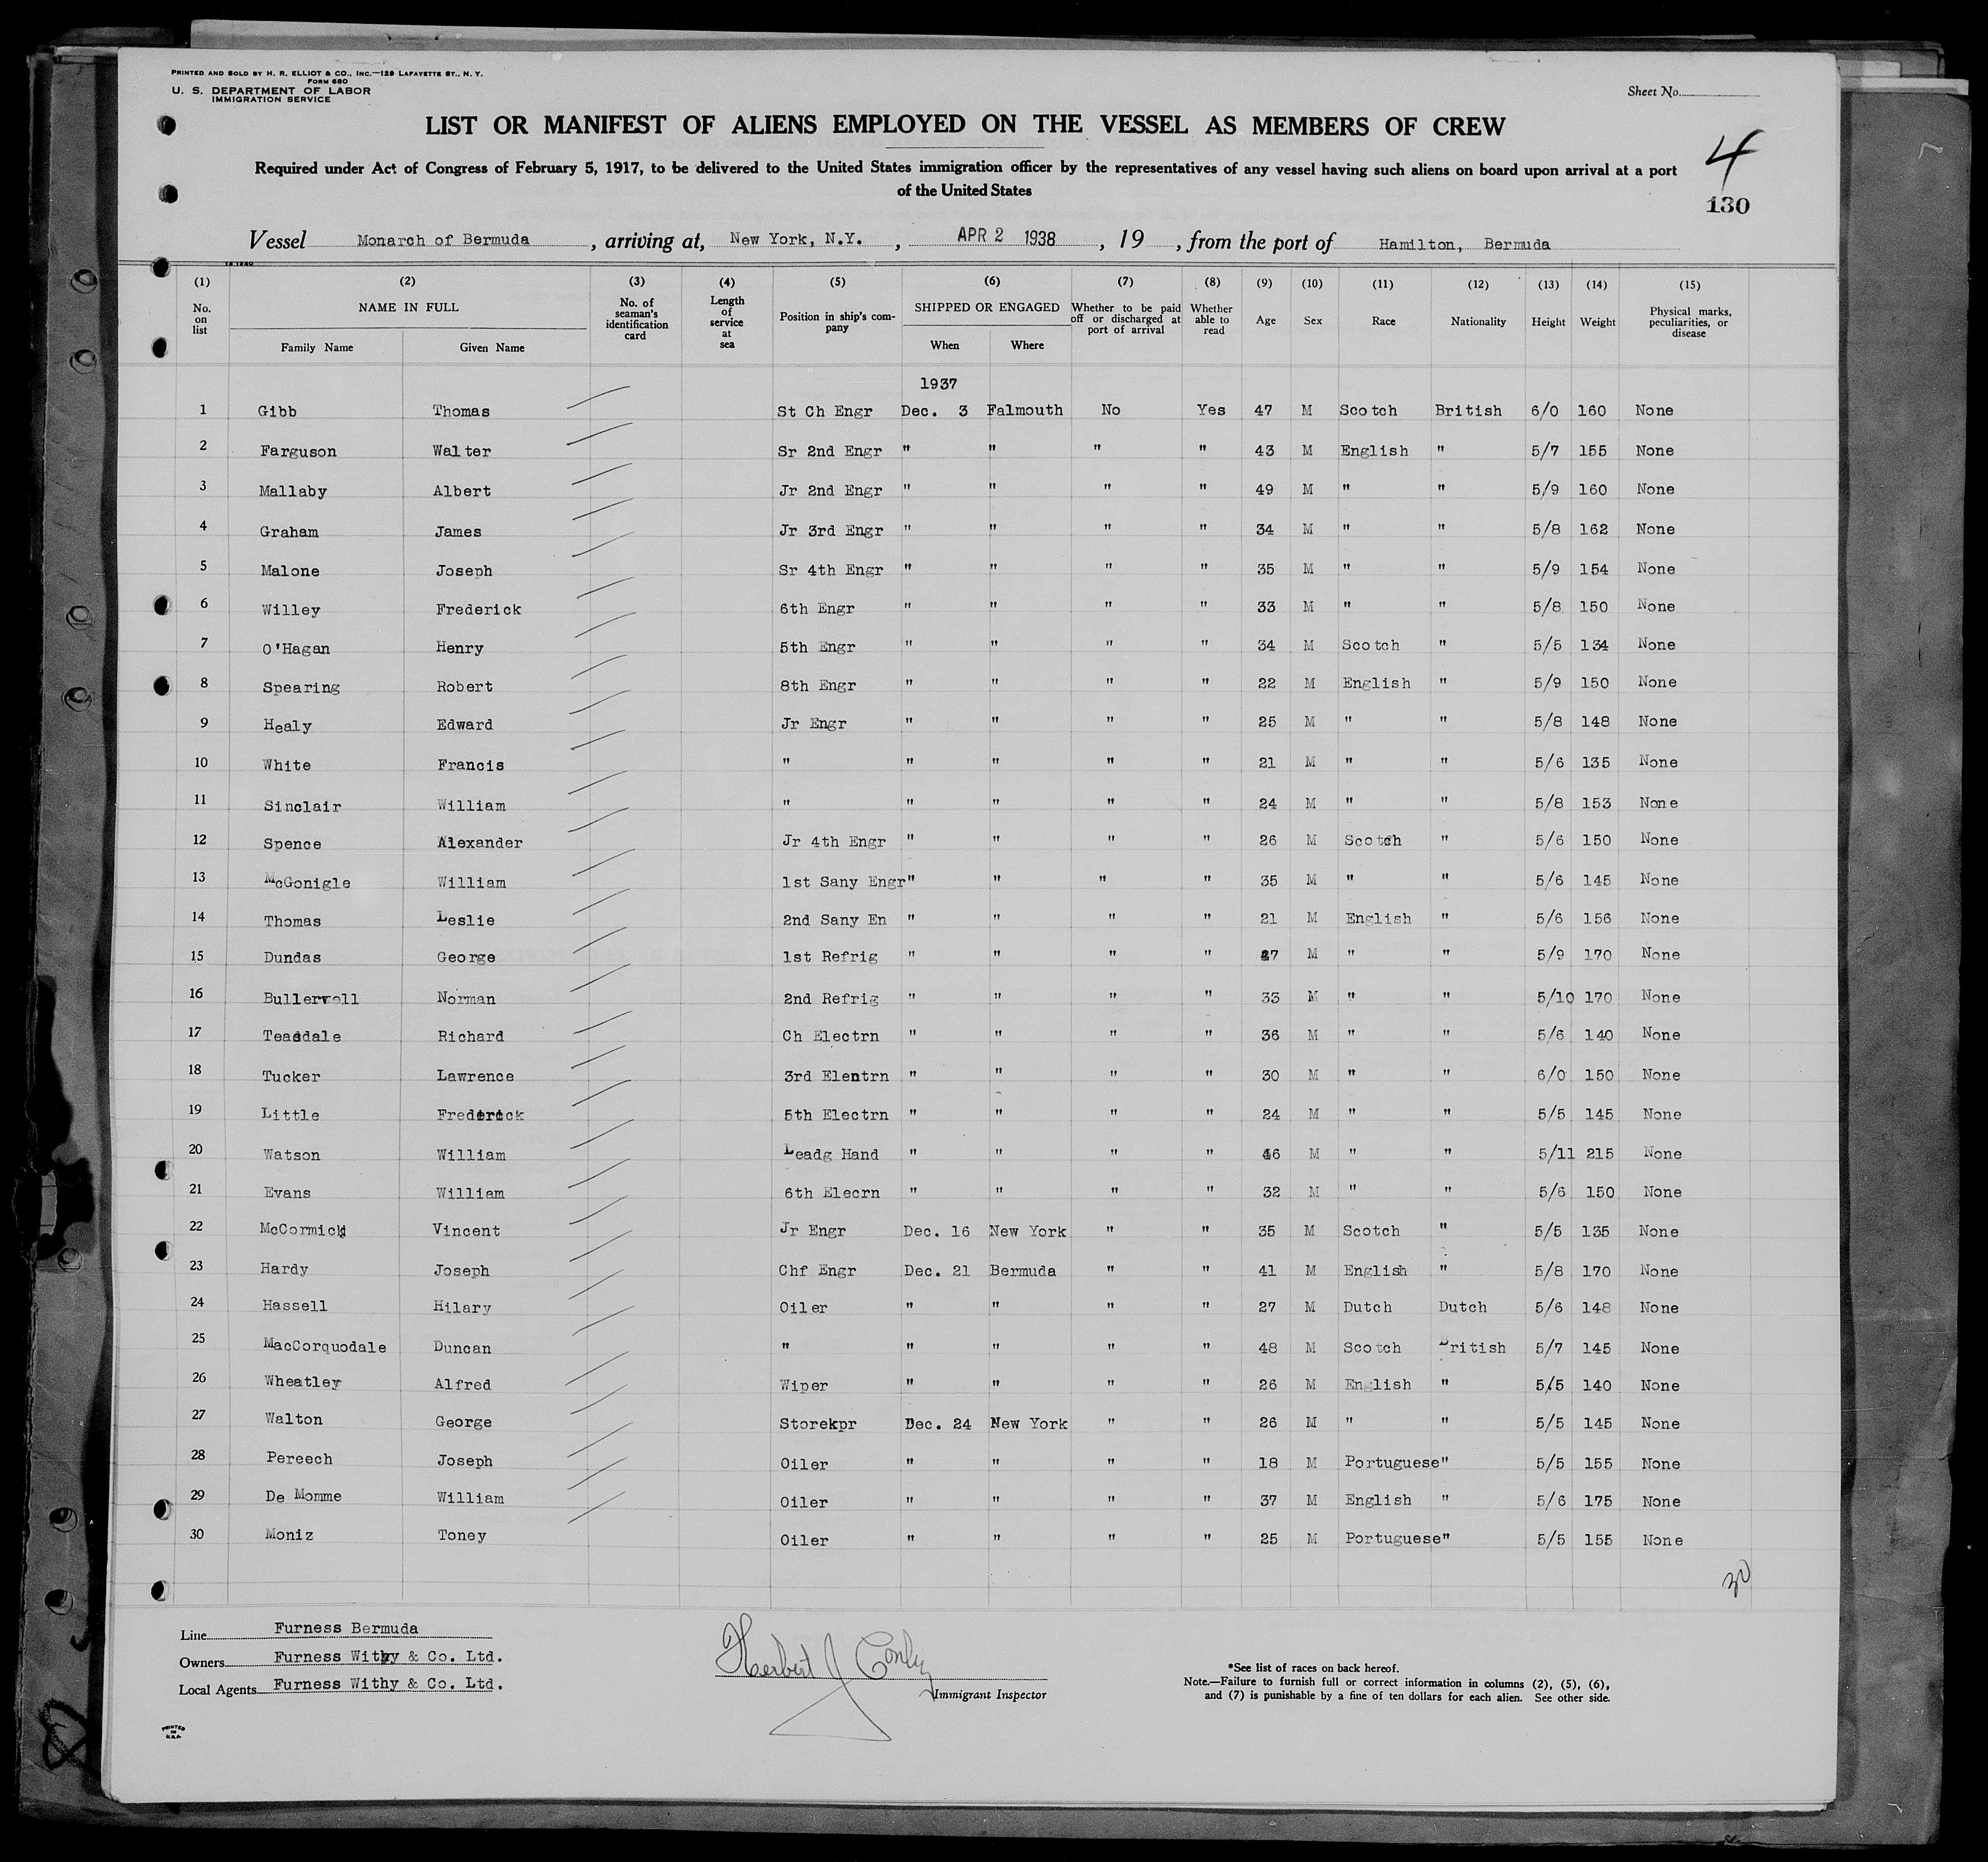 PRINTED AND SOLD BY H. R. ELLIOT & CO., INC.—129 LAFAYETTE ST., N. Y.
FORM 680
U. S. DEPARTMENT OF LABOR
IMMIGRATION SERVICE
Sheet No.
LIST OR MANIFEST OF ALIENS EMPLOYED ON THE VESSEL AS MEMBERS OF CREW
4
Required under Act of Congress of February 5, 1917, to be delivered to the United States immigration officer by the representatives of any vessel having such aliens on board upon arrival at a port
of the United States
130
Vessel Monarch of Bermuda, arriving at, New York, N.Y., APR 2 1938, 19, from the port of Hamilton, Bermuda
(1) (2) (3) (4) (5) (6) (7) (8) (9) (10) (11) (12) (13) (14) (15)
No. on list NAME IN FULL Family Name Given Name No. of seaman's identification card Length of service at sea Position in ship's company SHIPPED OR ENGAGED When Where Whether to be paid off or discharged at port of arrival Whether able to read Age Sex Race Nationality Height Weight Physical marks, peculiarities, or disease
1937
1 Gibb Thomas St Ch Engr Dec. 3 Falmouth No Yes 47 M Scotch British 6/0 160 None
2 Farguson Walter Sr 2nd Engr " " " " 43 M English " 5/7 155 None
3 Mallaby Albert Jr 2nd Engr " " " " 49 M " " 5/9 160 None
4 Graham James Jr 3rd Engr " " " " 34 M " " 5/8 162 None
5 Malone Joseph Sr 4th Engr " " " " 35 M " " 5/9 154 None
6 Willey Frederick 6th Engr " " " " 33 M " " 5/8 150 None
7 O'Hagan Henry 5th Engr " " " " 34 M Scotch " 5/5 134 None
8 Spearing Robert 8th Engr " " " " 22 M English " 5/9 150 None
9 Healy Edward Jr Engr " " " " 25 M " " 5/8 148 None
10 White Francis " " " " " 21 M " " 5/6 135 None
11 Sinclair William " " " " " 24 M " " 5/8 153 None
12 Spence Alexander Jr 4th Engr " " " " 26 M Scotch " 5/6 150 None
13 McGonigle William 1st Sany Engr " " " " 35 M " " 5/6 145 None
14 Thomas Leslie 2nd Sany En " " " " 21 M English " 5/6 156 None
15 Dundas George 1st Refrig " " " " M " " 5/9 170 None
16 Bullerwell Norman 2nd Refrig " " " " 33 M " " 5/10 170 None
17 Teasdale Richard Ch Electrn " " " " 36 M " " 5/6 140 None
18 Tucker Lawrence 3rd Elentrn " " " " 30 M " " 6/0 150 None
19 Little Frederick 5th Electrn " " " " 24 M " " 5/5 145 None
20 Watson William Leadg Hand " " " " 46 M " " 5/11 215 None
21 Evans William 6th Elecrn " " " " 32 M " " 5/6 150 None
22 McCormick Vincent Jr Engr Dec. 16 New York " " 35 M Scotch " 5/5 135 None
23 Hardy Joseph Chf Engr Dec. 21 Bermuda " " 41 M English " 5/8 170 None
24 Hassell Hilary Oiler " " " " 27 M Dutch Dutch 5/6 148 None
25 MacCorquodale Duncan " " " " " 48 M Scotch British 5/7 145 None
26 Wheatley Alfred Wiper " " " " 26 M English " 5/5 140 None
27 Walton George Storekpr Dec. 24 New York " " 26 M " " 5/5 145 None
28 Pereech Joseph Oiler " " " " 18 M Portuguese " 5/5 155 None
29 De Momme William Oiler " " " " 37 M English " 5/6 175 None
30 Moniz Toney Oiler " " " " 25 M Portuguese " 5/5 155 None
30
Line Furness Bermuda
Owners Furness Withy & Co. Ltd.
Local Agents Furness Withy & Co. Ltd.
Herbert J Conley
Immigrant Inspector
*See list of races on back hereof.
Note.—Failure to furnish full or correct information in columns (2), (5), (6),
and (7) is punishable by a fine of ten dollars for each alien. See other side.
PRINTED
IN
U.S.A.